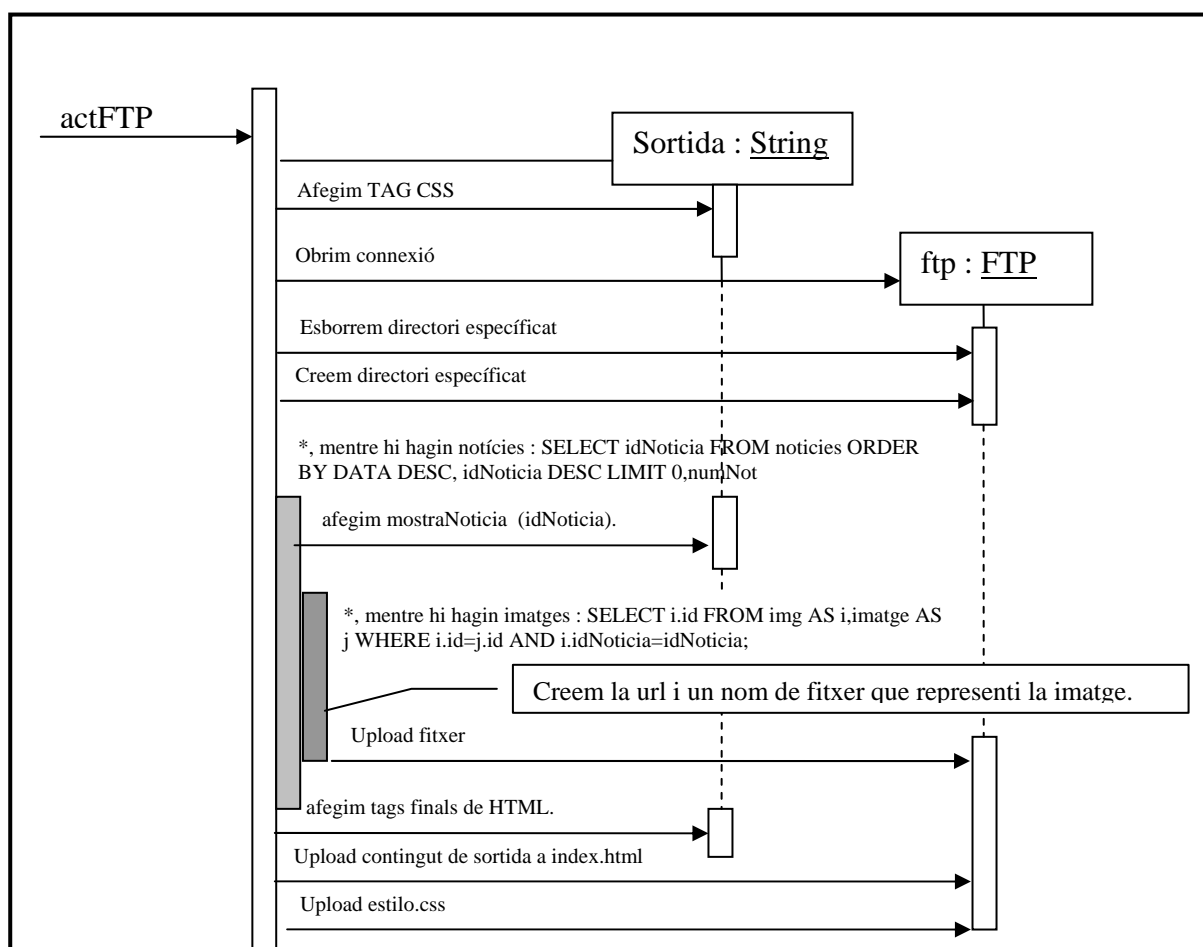 actFTP
Sortida : String
Afegim TAG CSS
Obrim connexió
ftp : FTP
Esborrem directori específicat
Creem directori específicat
*, mentre hi hagin notícies : SELECT idNoticia FROM noticies ORDER
BY DATA DESC, idNoticia DESC LIMIT 0,numNot
afegim mostraNoticia (idNoticia).
*, mentre hi hagin imatges : SELECT i.id FROM img AS i,imatge AS
j WHERE i.id=j.id AND i.idNoticia=idNoticia;
Creem la url i un nom de fitxer que representi la imatge.
Upload fitxer
afegim tags finals de HTML.
Upload contingut de sortida a index.html
Upload estilo.css